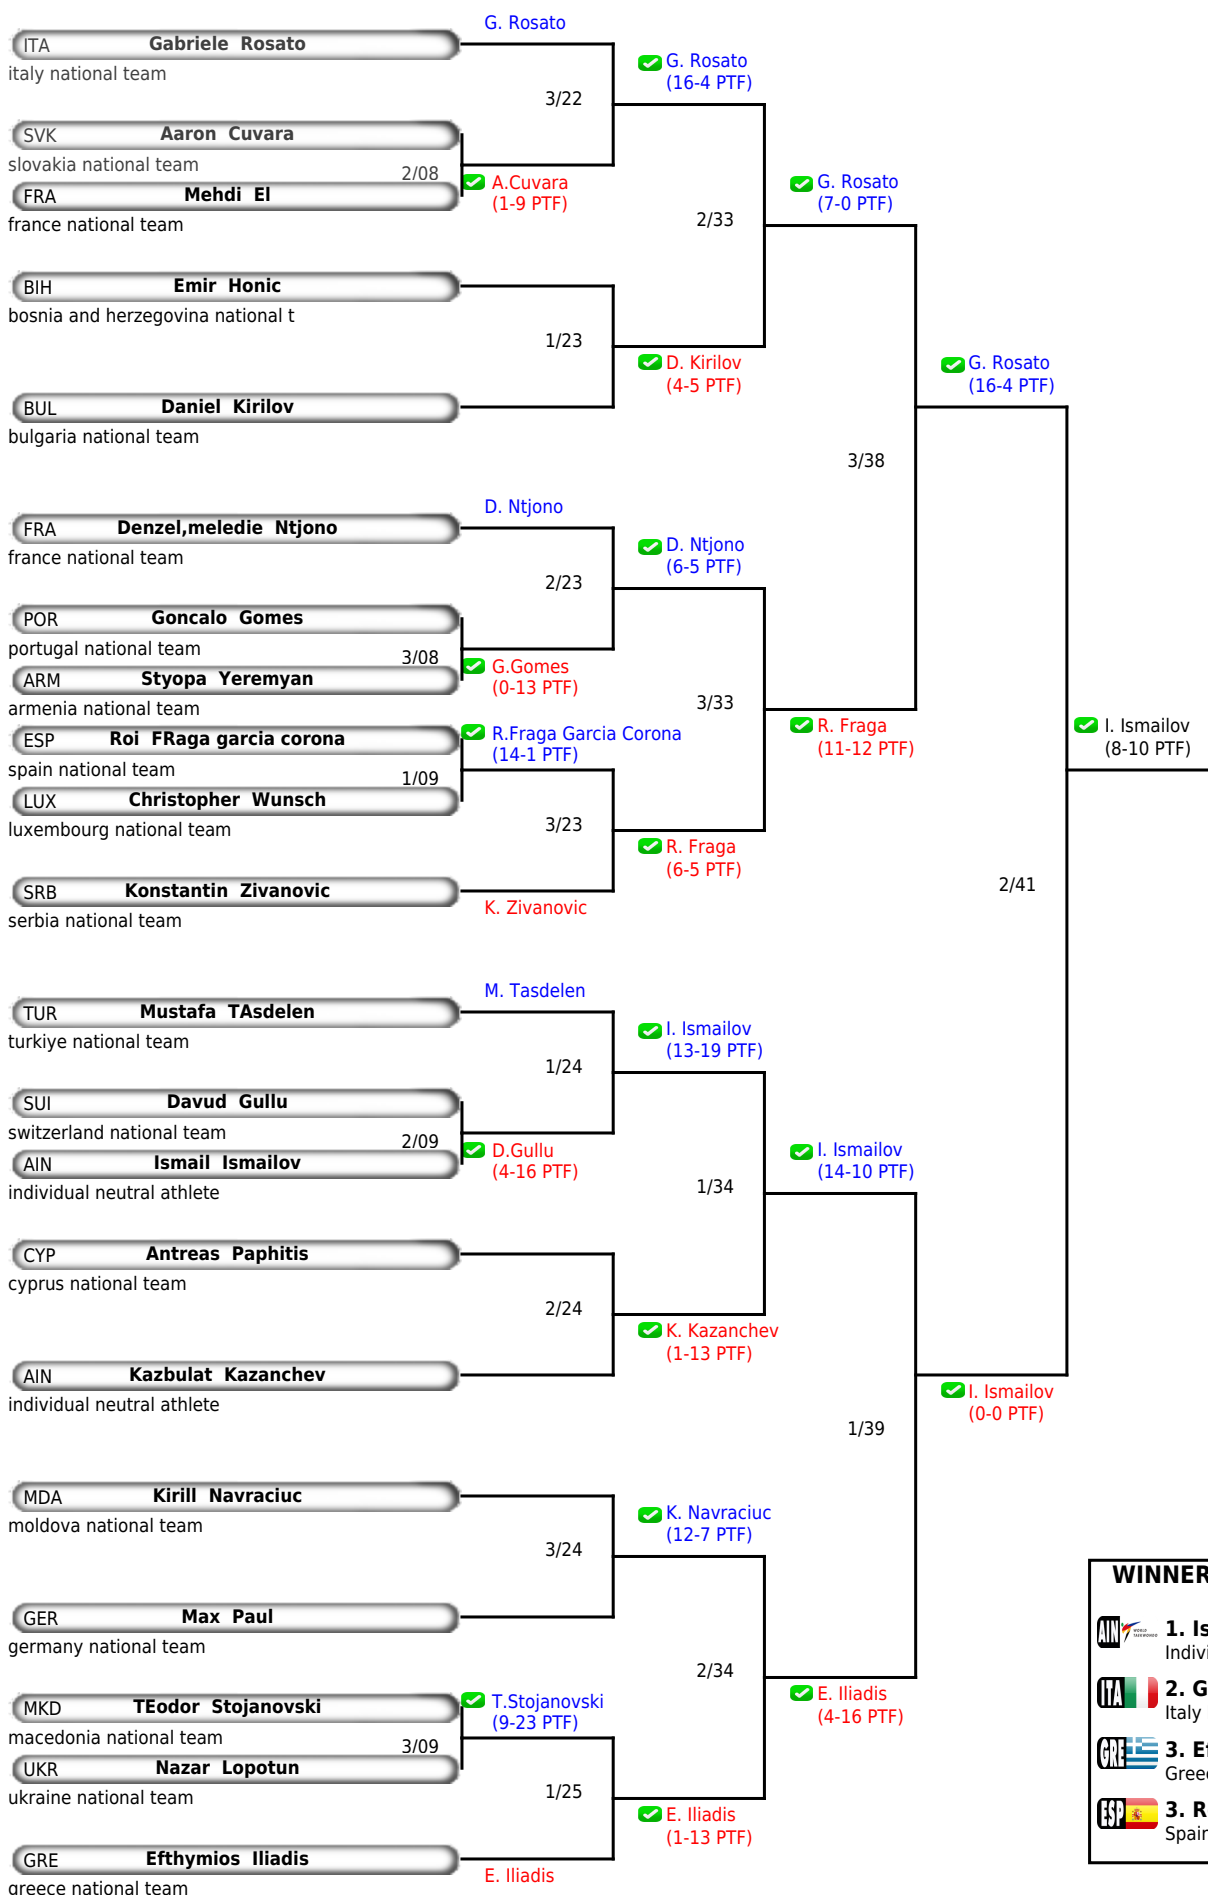 G. Rosato
ITA Gabriele Rosato
italy national team
G. Rosato
(16-4 PTF)
3/22
SVK Aaron Cuvara
slovakia national team
2/08
A.Cuvara
(1-9 PTF)
FRA Mehdi El
france national team
G. Rosato
(7-0 PTF)
2/33
BIH Emir Honic
bosnia and herzegovina national t
1/23
D. Kirilov
(4-5 PTF)
BUL Daniel Kirilov
bulgaria national team
G. Rosato
(16-4 PTF)
3/38
D. Ntjono
FRA Denzel,meledie Ntjono
france national team
D. Ntjono
(6-5 PTF)
2/23
POR Goncalo Gomes
portugal national team
3/08
G.Gomes
(0-13 PTF)
ARM Styopa Yeremyan
armenia national team
3/33
R. Fraga
(11-12 PTF)
I. Ismailov
(8-10 PTF)
ESP Roi FRaga garcia corona
spain national team
R.Fraga Garcia Corona
(14-1 PTF)
1/09
LUX Christopher Wunsch
luxembourg national team
3/23
R. Fraga
(6-5 PTF)
SRB Konstantin Zivanovic
serbia national team
K. Zivanovic
2/41
M. Tasdelen
TUR Mustafa TAsdelen
turkiye national team
I. Ismailov
(13-19 PTF)
1/24
SUI Davud Gullu
switzerland national team
2/09
D.Gullu
(4-16 PTF)
AIN Ismail Ismailov
individual neutral athlete
I. Ismailov
(14-10 PTF)
1/34
CYP Antreas Paphitis
cyprus national team
2/24
K. Kazanchev
(1-13 PTF)
AIN Kazbulat Kazanchev
individual neutral athlete
I. Ismailov
(0-0 PTF)
1/39
MDA Kirill Navraciuc
moldova national team
K. Navraciuc
(12-7 PTF)
3/24
GER Max Paul
germany national team
2/34
E. Iliadis
(4-16 PTF)
MKD TEodor Stojanovski
macedonia national team
T.Stojanovski
(9-23 PTF)
3/09
UKR Nazar Lopotun
ukraine national team
1/25
E. Iliadis
(1-13 PTF)
GRE Efthymios Iliadis
greece national team
E. Iliadis
WINNER
AIN 1. Is
Indivi
ITA 2. G
Italy
GRE 3. Ef
Greec
ESP 3. R
Spain